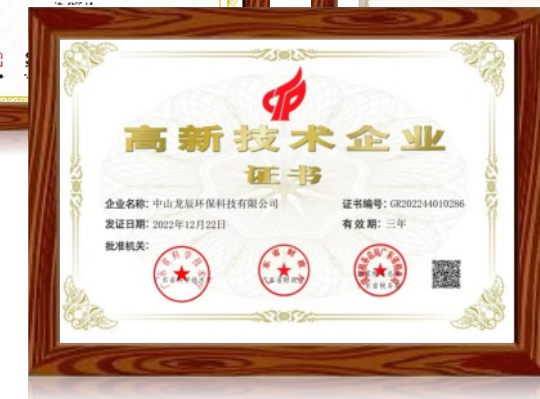 高新技术企业
证书
企业名称：中山龙辰环保科技有限公司
证书编号：GR202244010286
发证日期：2022年12月22日
有效期：三年
批准机关：